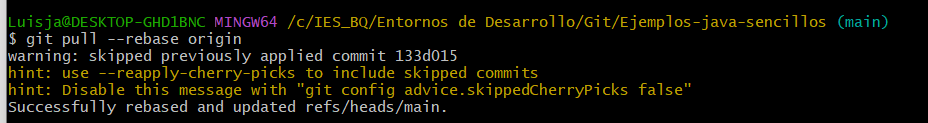 Luisja@DESKTOP-GHD1BNC MINGW64 /c/IES_BQ/Entornos de Desarrollo/Git/Ejemplos-java-sencillos (main)
$ git pull --rebase origin
warning: skipped previously applied commit 133d015
hint: use --reapply-cherry-picks to include skipped commits
hint: Disable this message with "git config advice.skippedCherryPicks false"
Successfully rebased and updated refs/heads/main.